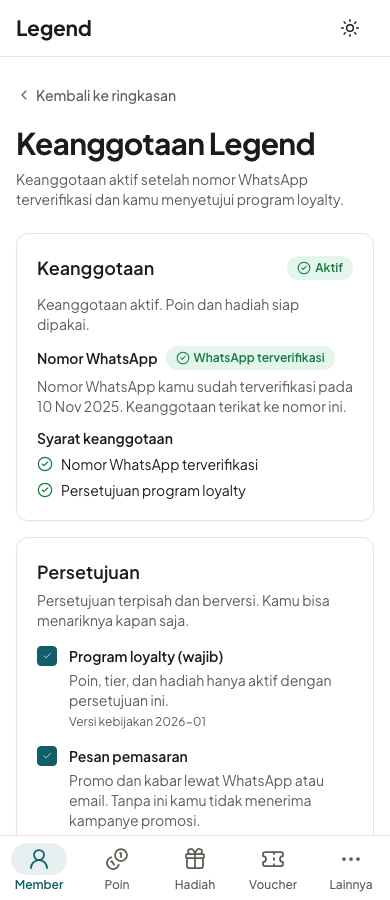 Legend
Kembali ke ringkasan
Keanggotaan Legend
Keanggotaan aktif setelah nomor WhatsApp
terverifikasi dan kamu menyetujui program loyalty.
Keanggotaan
Aktif
Keanggotaan aktif. Poin dan hadiah siap
dipakai.
Nomor WhatsApp
WhatsApp terverifikasi
Nomor WhatsApp kamu sudah terverifikasi pada
10 Nov 2025. Keanggotaan terikat ke nomor ini.
Syarat keanggotaan
Nomor WhatsApp terverifikasi
Persetujuan program loyalty
Persetujuan
Persetujuan terpisah dan berversi. Kamu bisa
menariknya kapan saja.
Program loyalty (wajib)
Poin, tier, dan hadiah hanya aktif dengan
persetujuan ini.
Versi kebijakan 2026-01
Pesan pemasaran
Promo dan kabar lewat WhatsApp atau
email. Tanpa ini kamu tidak menerima
kampanye promosi.
Member
Poin
Hadiah
Voucher
Lainnya